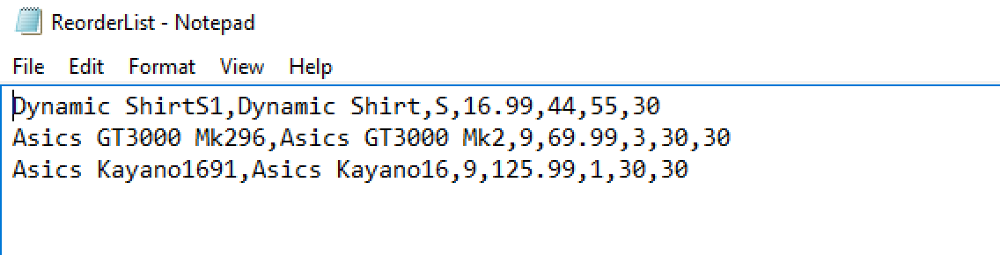 ReorderList - Notepad
File Edit Format View Help
Dynamic ShirtS1,Dynamic Shirt,S,16.99,44,55,30
Asics GT3000 Mk296,Asics GT3000 Mk2,9,69.99,3,30,30
Asics Kayano1691,Asics Kayano16,9,125.99,1,30,30